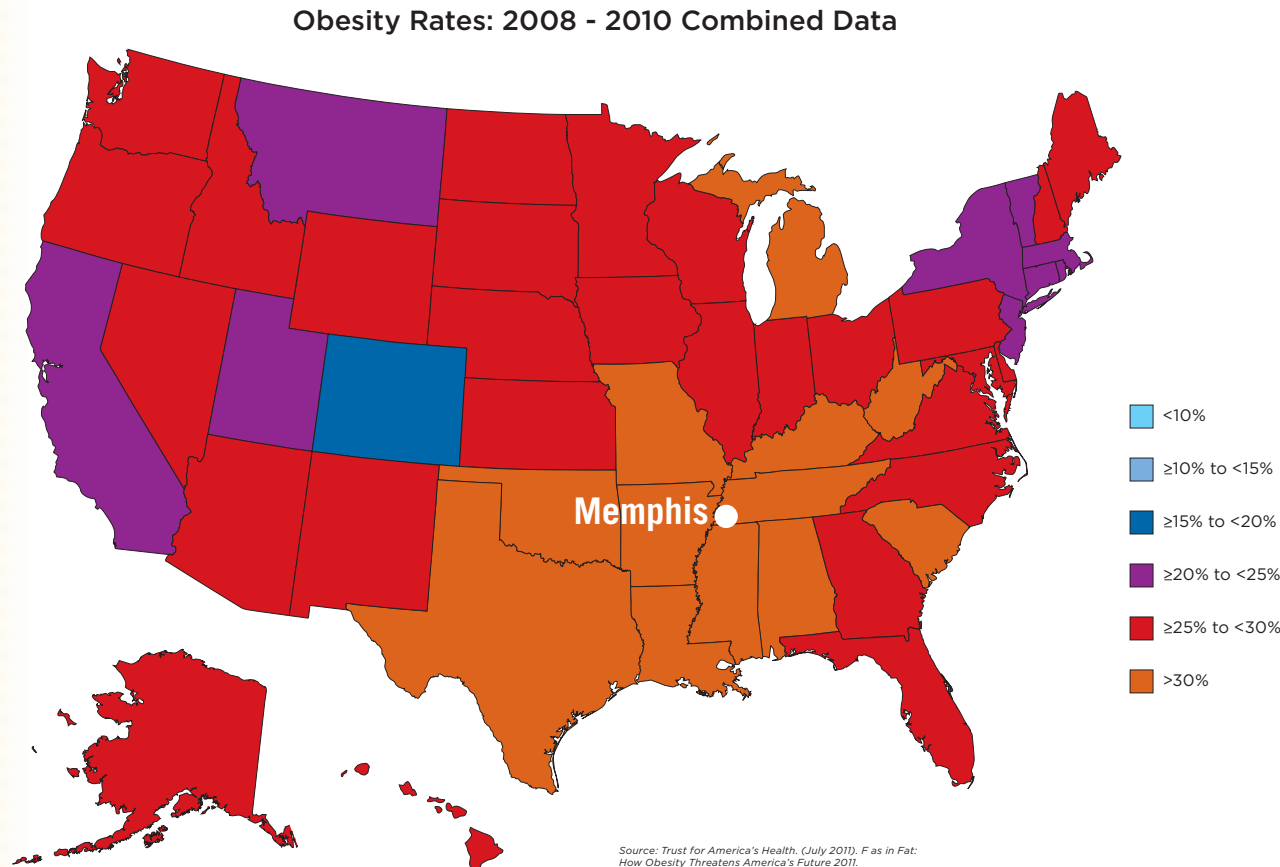 Obesity Rates: 2008 - 2010 Combined Data
<10%
≥10% to <15%
Memphis
≥15% to <20%
≥20% to <25%
≥25% to <30%
>30%
Source: Trust for America's Health. (July 2011). F as in Fat:
How Obesity Threatens America's Future 2011.